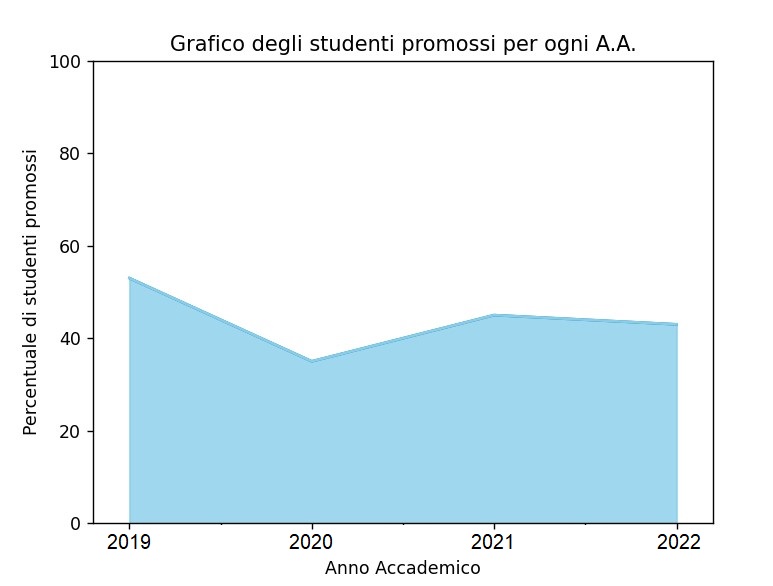 Grafico degli studenti promossi per ogni A.A.
100
80
60
40
20
0
Percentuale di studenti promossi
2019 2020 2021 2022
Anno Accademico